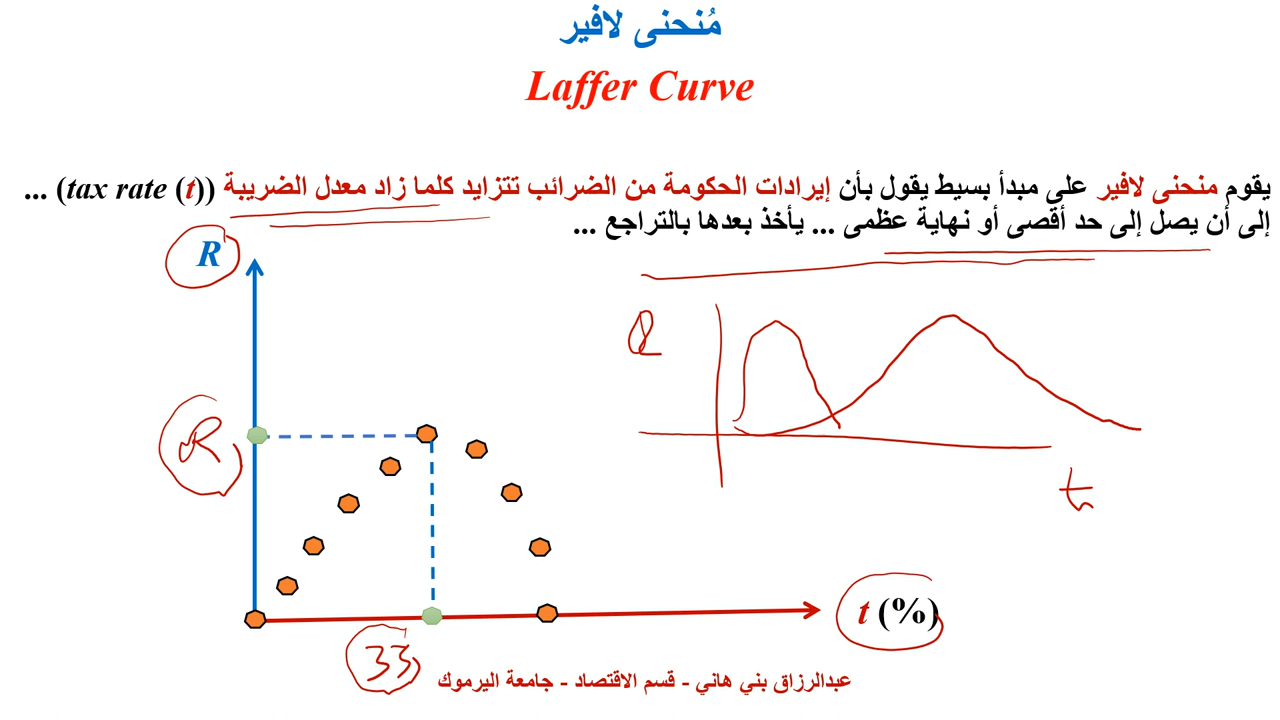 مُنحنى لافير
Laffer Curve
يقوم منحنى لافير على مبدأ بسيط يقول بأن إيرادات الحكومة من الضرائب تتزايد كلما زاد معدل الضريبة (tax rate (t)) ...
إلى أن يصل إلى حد أقصى أو نهاية عظمى ... يأخذ بعدها بالتراجع ...
R
R
t
t (%)
33
عبدالرزاق بني هاني - قسم الاقتصاد - جامعة اليرموك